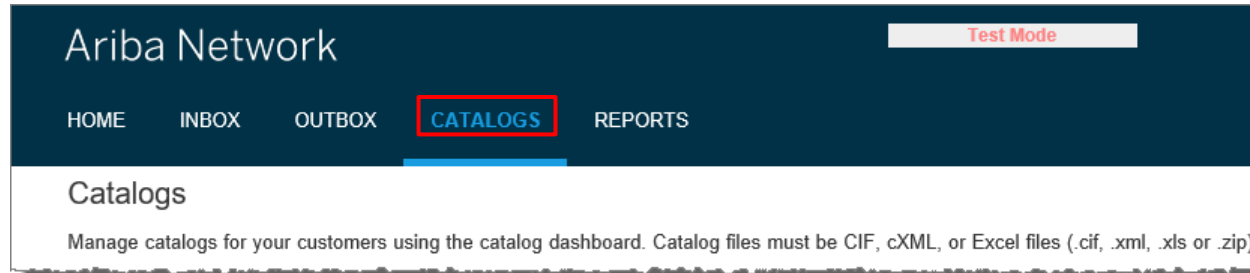 Ariba Network
Test Mode
HOME INBOX OUTBOX CATALOGS REPORTS
Catalogs
Manage catalogs for your customers using the catalog dashboard. Catalog files must be CIF, cXML, or Excel files (.cif, .xml, .xls or .zip)